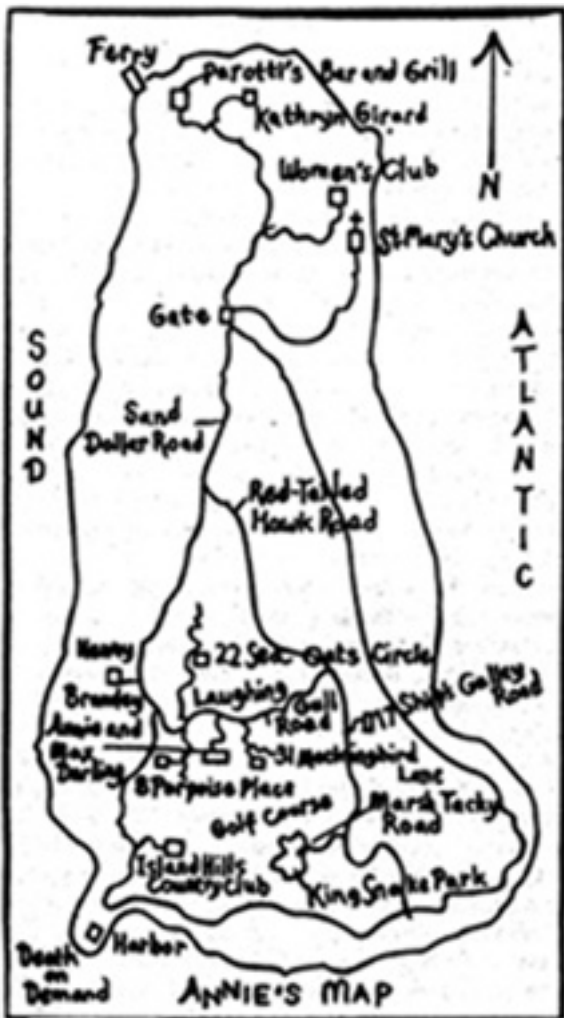 Ferry
Parotti's Bar and Grill
Kathryn Girard
N
Women's Club
St Mary's Church
Gate
SOUND
ATLANTIC
Sand
Dollar Road
Red-Tailed
Hawk Road
Henny
Brawley
22 Sea Oats Circle
Laughing
Gull
Road
17 Ship's Galley
Road
Annie and
Max
Darling
31 Mockingbird
Lane
8 Porpoise Place
Golf Course
Marsh Tacky
Road
Island Hills
Country Club
King Snake Park
Harbor
Death
on
Demand
ANNIE'S MAP